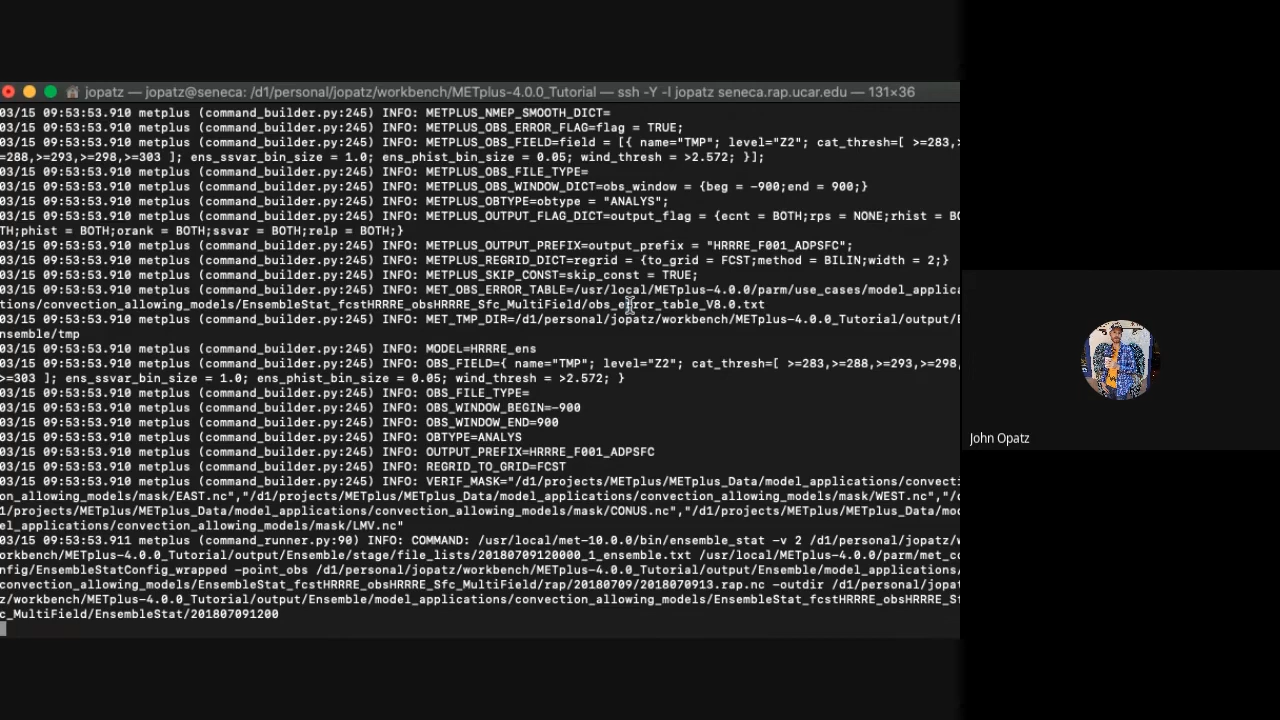 jopatz — jopatz@seneca: /d1/personal/jopatz/workbench/METplus-4.0.0_Tutorial — ssh -Y -l jopatz seneca.rap.ucar.edu — 131×36
03/15 09:53:53.910 metplus (command_builder.py:245) INFO: METPLUS_NMEP_SMOOTH_DICT=
03/15 09:53:53.910 metplus (command_builder.py:245) INFO: METPLUS_OBS_ERROR_FLAG=flag = TRUE;
03/15 09:53:53.910 metplus (command_builder.py:245) INFO: METPLUS_OBS_FIELD=field = [{ name="TMP"; level="Z2"; cat_thresh=[ >=283,>
=288,>=293,>=298,>=303 ]; ens_ssvar_bin_size = 1.0; ens_phist_bin_size = 0.05; wind_thresh = >2.572; }];
03/15 09:53:53.910 metplus (command_builder.py:245) INFO: METPLUS_OBS_FILE_TYPE=
03/15 09:53:53.910 metplus (command_builder.py:245) INFO: METPLUS_OBS_WINDOW_DICT=obs_window = {beg = -900;end = 900;}
03/15 09:53:53.910 metplus (command_builder.py:245) INFO: METPLUS_OBTYPE=obtype = "ANALYS";
03/15 09:53:53.910 metplus (command_builder.py:245) INFO: METPLUS_OUTPUT_FLAG_DICT=output_flag = {ecnt = BOTH;rps = NONE;rhist = BO
TH;phist = BOTH;orank = BOTH;ssvar = BOTH;relp = BOTH;}
03/15 09:53:53.910 metplus (command_builder.py:245) INFO: METPLUS_OUTPUT_PREFIX=output_prefix = "HRRRE_F001_ADPSFC";
03/15 09:53:53.910 metplus (command_builder.py:245) INFO: METPLUS_REGRID_DICT=regrid = {to_grid = FCST;method = BILIN;width = 2;}
03/15 09:53:53.910 metplus (command_builder.py:245) INFO: METPLUS_SKIP_CONST=skip_const = TRUE;
03/15 09:53:53.910 metplus (command_builder.py:245) INFO: MET_OBS_ERROR_TABLE=/usr/local/METplus-4.0.0/parm/use_cases/model_applica
tions/convection_allowing_models/EnsembleStat_fcstHRRRE_obsHRRRE_Sfc_MultiField/obs_error_table_V8.0.txt
03/15 09:53:53.910 metplus (command_builder.py:245) INFO: MET_TMP_DIR=/d1/personal/jopatz/workbench/METplus-4.0.0_Tutorial/output/E
nsemble/tmp
03/15 09:53:53.910 metplus (command_builder.py:245) INFO: MODEL=HRRRE_ens
03/15 09:53:53.910 metplus (command_builder.py:245) INFO: OBS_FIELD={ name="TMP"; level="Z2"; cat_thresh=[ >=283,>=288,>=293,>=298,
>=303 ]; ens_ssvar_bin_size = 1.0; ens_phist_bin_size = 0.05; wind_thresh = >2.572; }
03/15 09:53:53.910 metplus (command_builder.py:245) INFO: OBS_FILE_TYPE=
03/15 09:53:53.910 metplus (command_builder.py:245) INFO: OBS_WINDOW_BEGIN=-900
03/15 09:53:53.910 metplus (command_builder.py:245) INFO: OBS_WINDOW_END=900
03/15 09:53:53.910 metplus (command_builder.py:245) INFO: OBTYPE=ANALYS
03/15 09:53:53.910 metplus (command_builder.py:245) INFO: OUTPUT_PREFIX=HRRRE_F001_ADPSFC
03/15 09:53:53.910 metplus (command_builder.py:245) INFO: REGRID_TO_GRID=FCST
03/15 09:53:53.910 metplus (command_builder.py:245) INFO: VERIF_MASK="/d1/projects/METplus/METplus_Data/model_applications/convecti
on_allowing_models/mask/EAST.nc","/d1/projects/METplus/METplus_Data/model_applications/convection_allowing_models/mask/WEST.nc","/d
1/projects/METplus/METplus_Data/model_applications/convection_allowing_models/mask/CONUS.nc","/d1/projects/METplus/METplus_Data/mod
el_applications/convection_allowing_models/mask/LMV.nc"
03/15 09:53:53.911 metplus (command_runner.py:90) INFO: COMMAND: /usr/local/met-10.0.0/bin/ensemble_stat -v 2 /d1/personal/jopatz/w
orkbench/METplus-4.0.0_Tutorial/output/Ensemble/stage/file_lists/20180709120000_1_ensemble.txt /usr/local/METplus-4.0.0/parm/met_co
nfig/EnsembleStatConfig_wrapped -point_obs /d1/personal/jopatz/workbench/METplus-4.0.0_Tutorial/output/Ensemble/model_applications/
convection_allowing_models/EnsembleStat_fcstHRRRE_obsHRRRE_Sfc_MultiField/rap/20180709/2018070913.rap.nc -outdir /d1/personal/jopat
z/workbench/METplus-4.0.0_Tutorial/output/Ensemble/model_applications/convection_allowing_models/EnsembleStat_fcstHRRRE_obsHRRRE_Sf
c_MultiField/EnsembleStat/201807091200
John Opatz